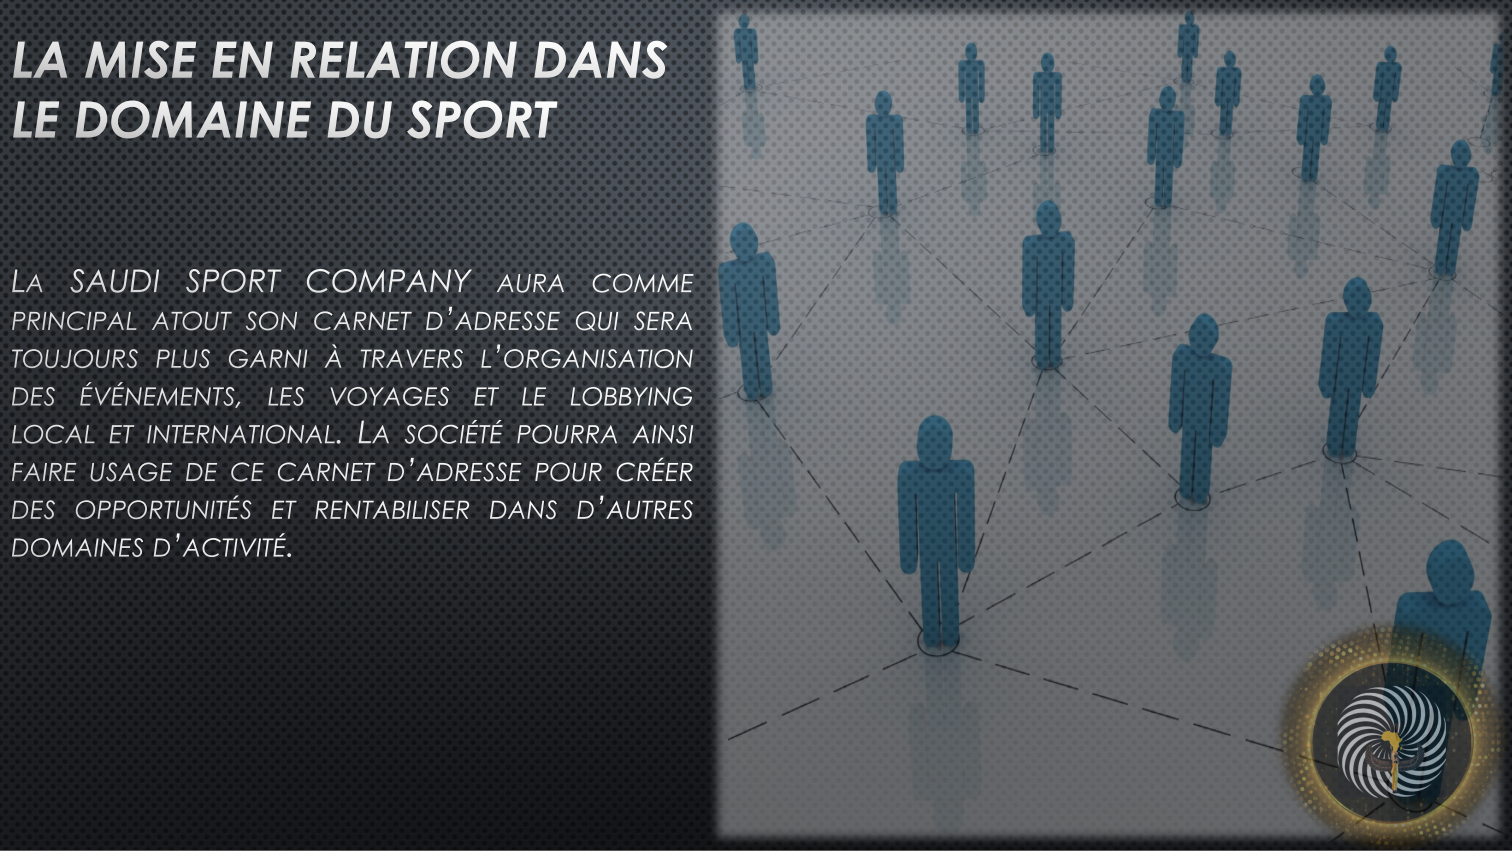 LA MISE EN RELATION DANS
LE DOMAINE DU SPORT
La SAUDI SPORT COMPANY aura comme
principal atout son carnet d’adresse qui sera
toujours plus garni à travers l’organisation
des événements, les voyages et le lobbying
local et international. La société pourra ainsi
faire usage de ce carnet d’adresse pour créer
des opportunités et rentabiliser dans d’autres
domaines d’activité.